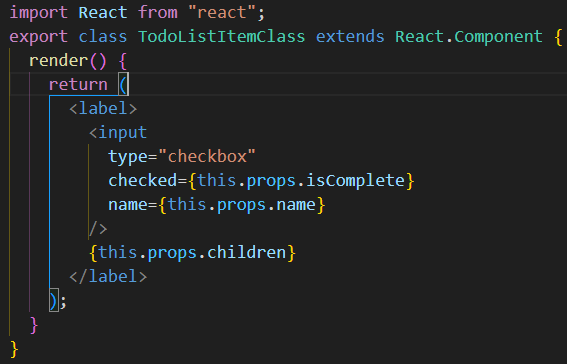 import React from "react";
export class TodoListItemClass extends React.Component {
  render() {
    return (
      <label>
        <input
          type="checkbox"
          checked={this.props.isComplete}
          name={this.props.name}
        />
        {this.props.children}
      </label>
    );
  }
}